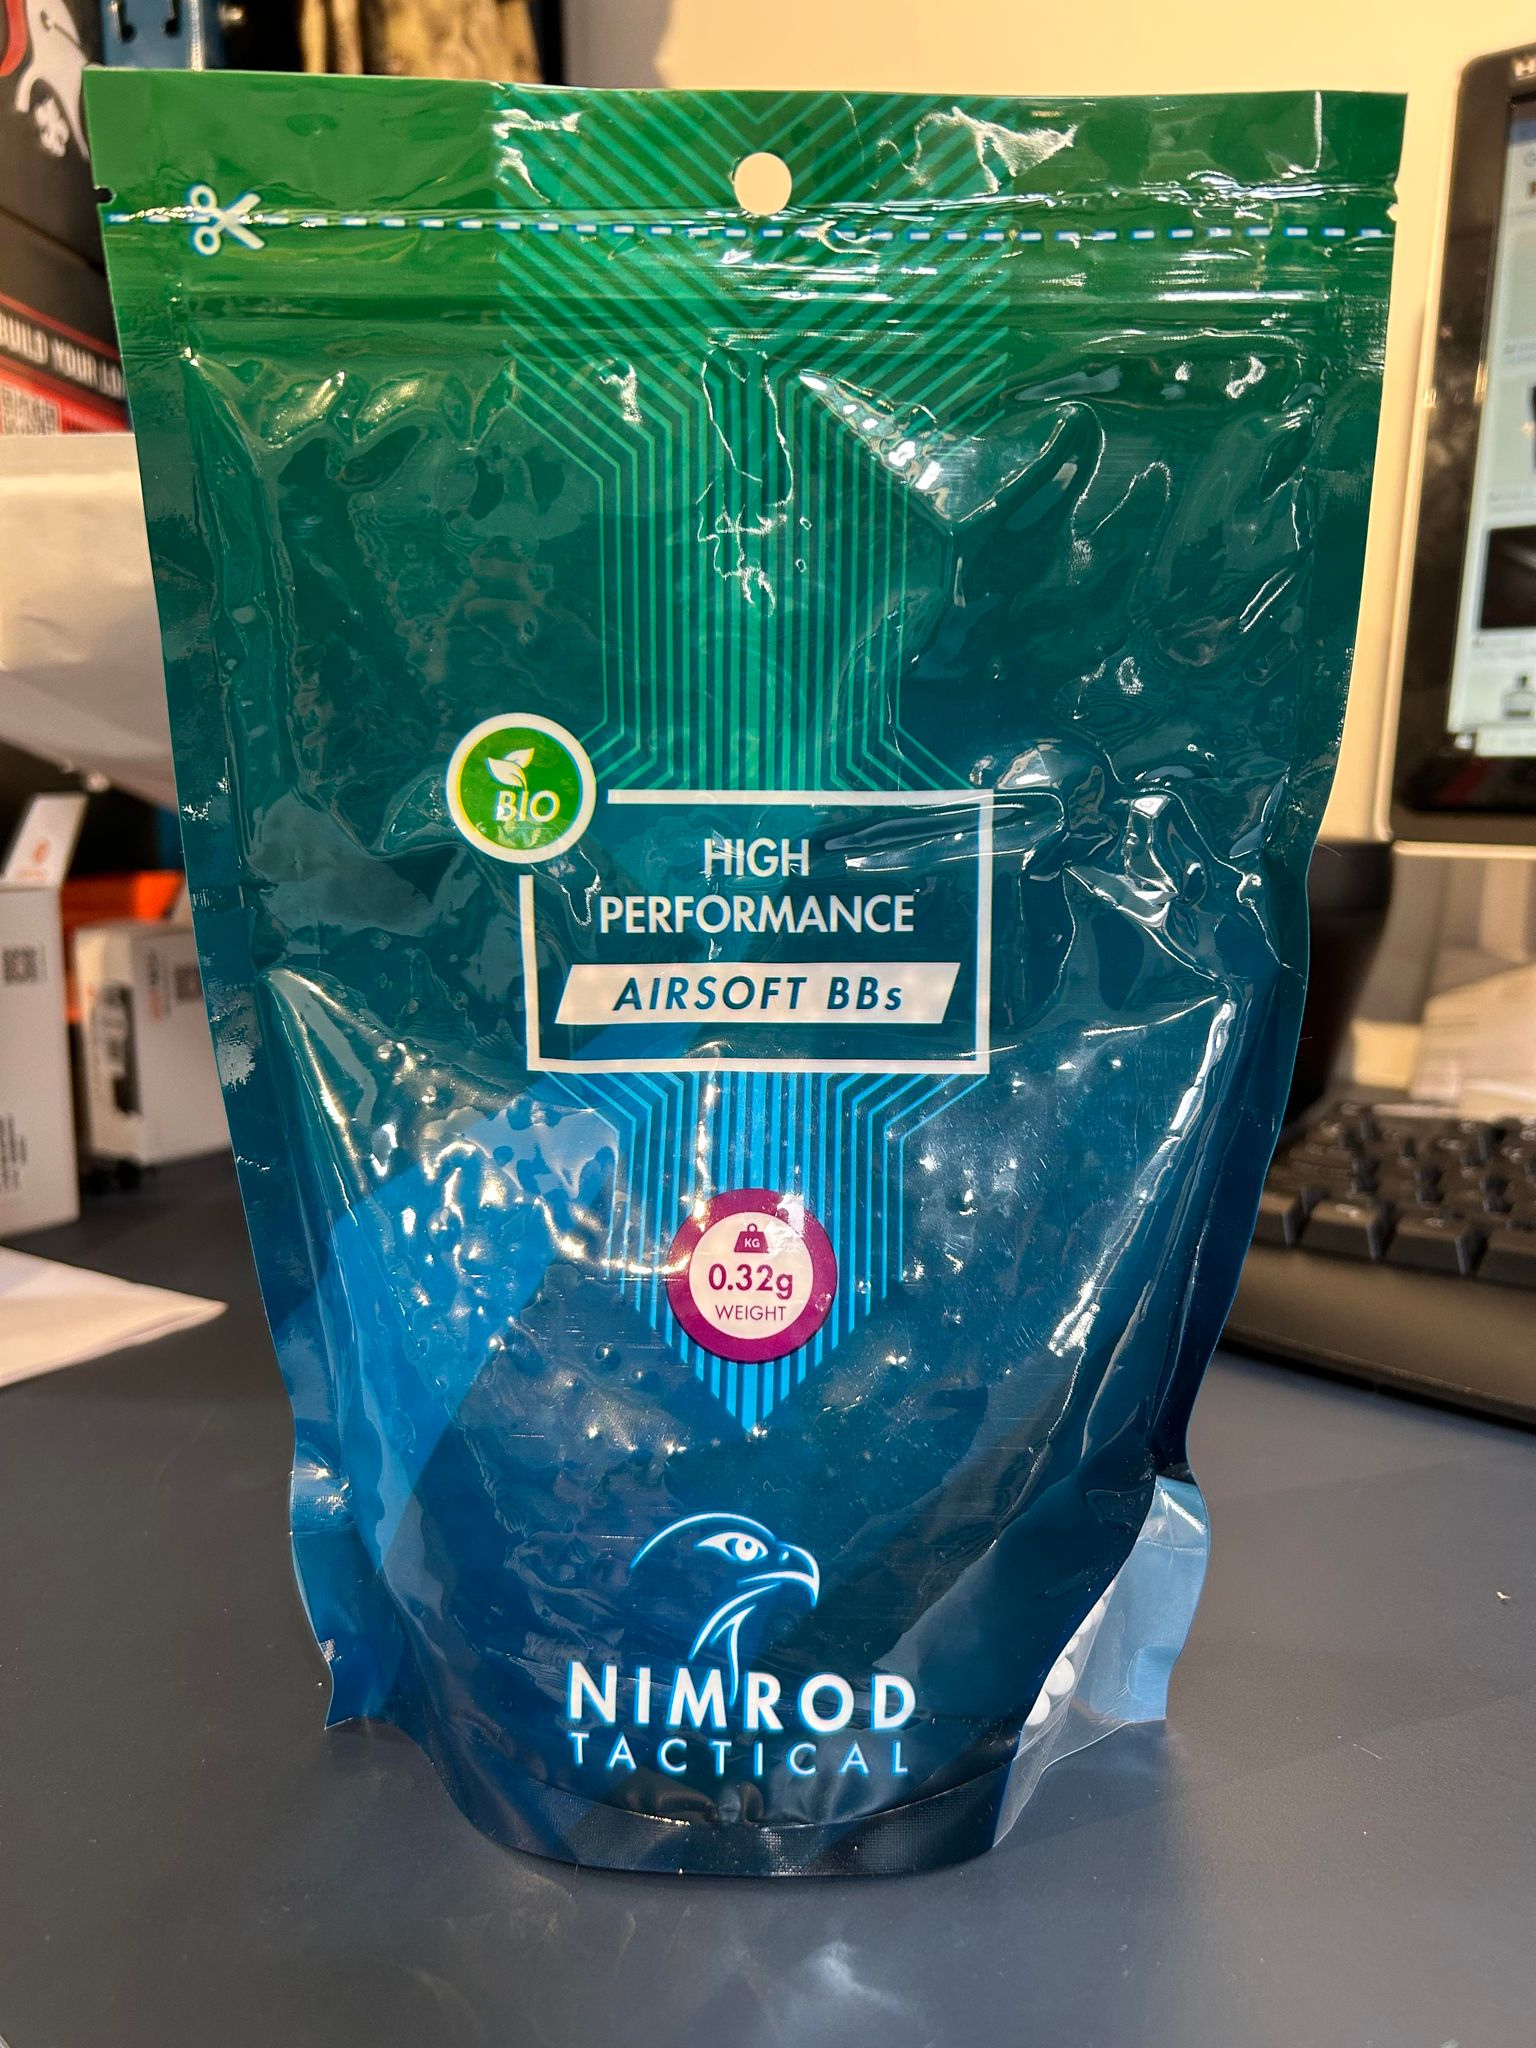 BIO
HIGH
PERFORMANCE
AIRSOFT BBs
KG
0.32g
WEIGHT
NIMROD
TACTICAL